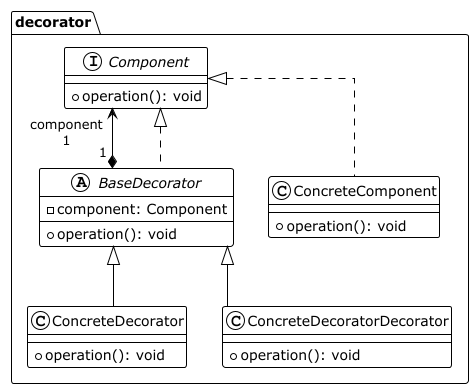 decorator
I Component
operation(): void
component
1
1
A BaseDecorator
component: Component
operation(): void
C ConcreteComponent
operation(): void
C ConcreteDecorator
operation(): void
C ConcreteDecoratorDecorator
operation(): void